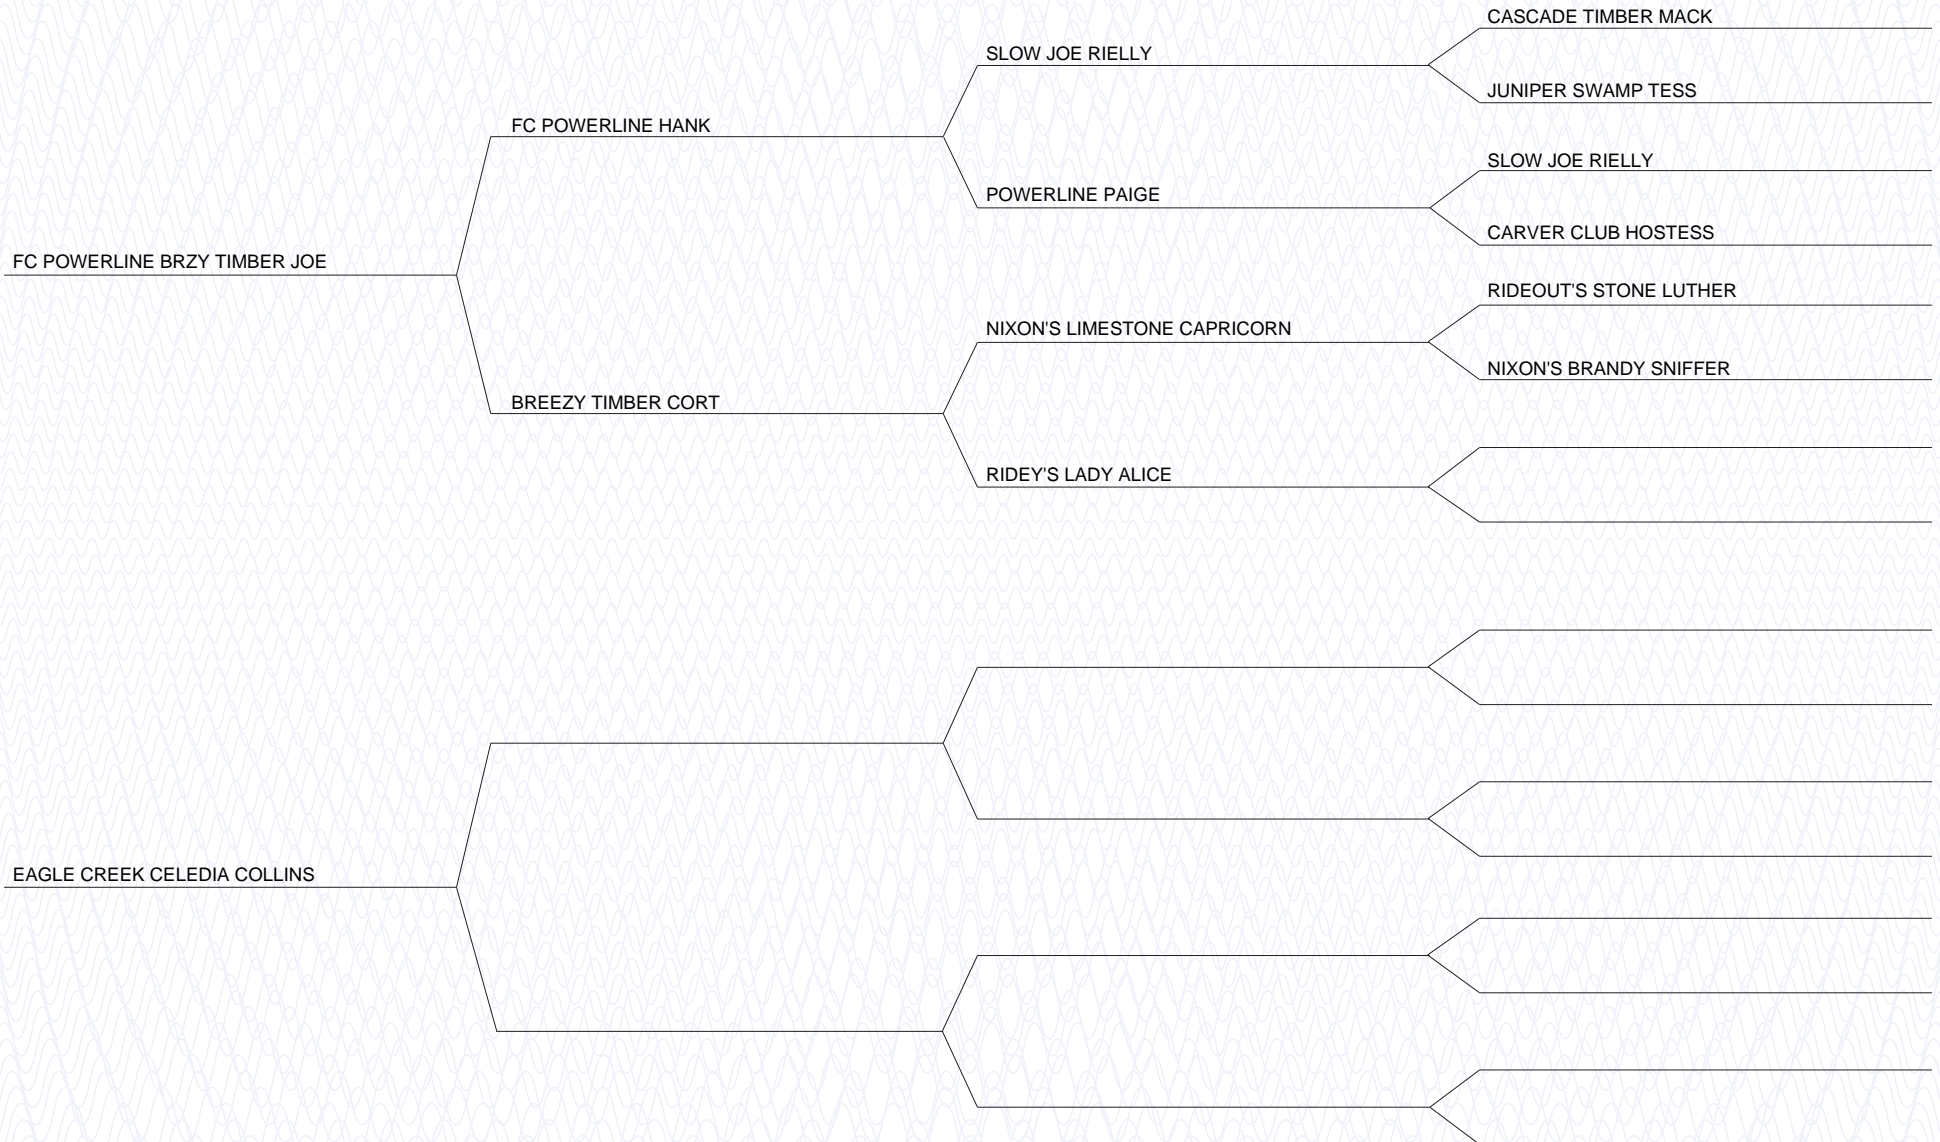 CASCADE TIMBER MACK
SLOW JOE RIELLY
JUNIPER SWAMP TESS
FC POWERLINE HANK
SLOW JOE RIELLY
POWERLINE PAIGE
CARVER CLUB HOSTESS
FC POWERLINE BRZY TIMBER JOE
RIDEOUT'S STONE LUTHER
NIXON'S LIMESTONE CAPRICORN
NIXON'S BRANDY SNIFFER
BREEZY TIMBER CORT
RIDEY'S LADY ALICE
EAGLE CREEK CELEDIA COLLINS